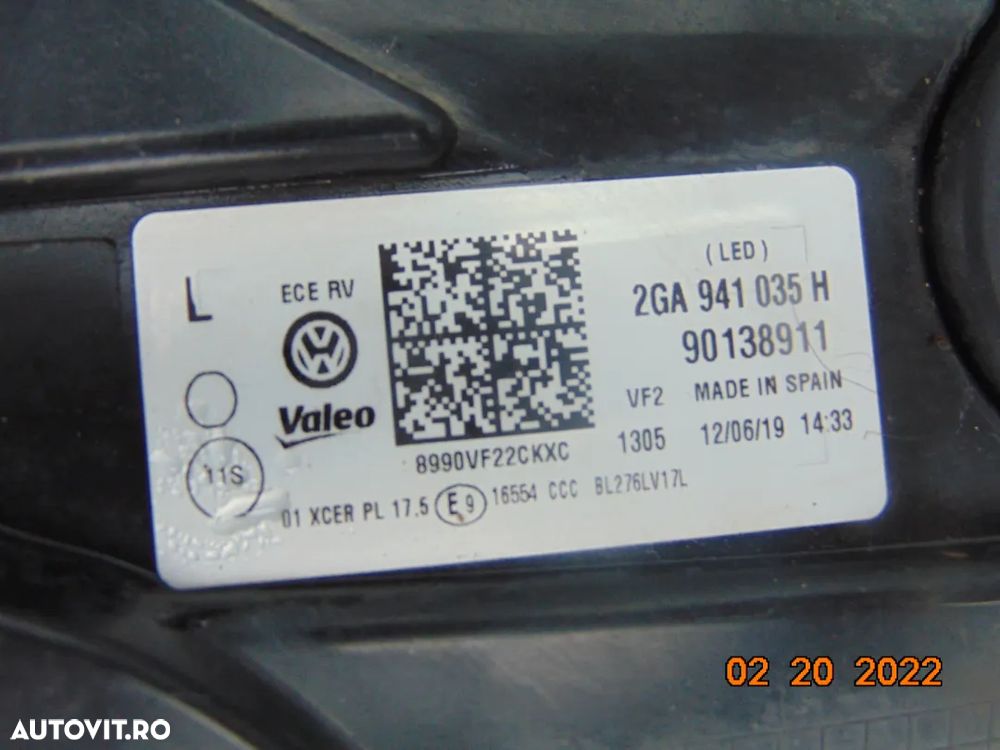 L
ECE RV
Valeo
11S
8990VF22CKXC
(LED)
2GA 941 035 H
90138911
VF2 MADE IN SPAIN
1305 12/06/19 14:33
01 XCER PL 17.5 E9 16554 CCC BL276LV17L
02 20 2022
AUTOVIT.RO